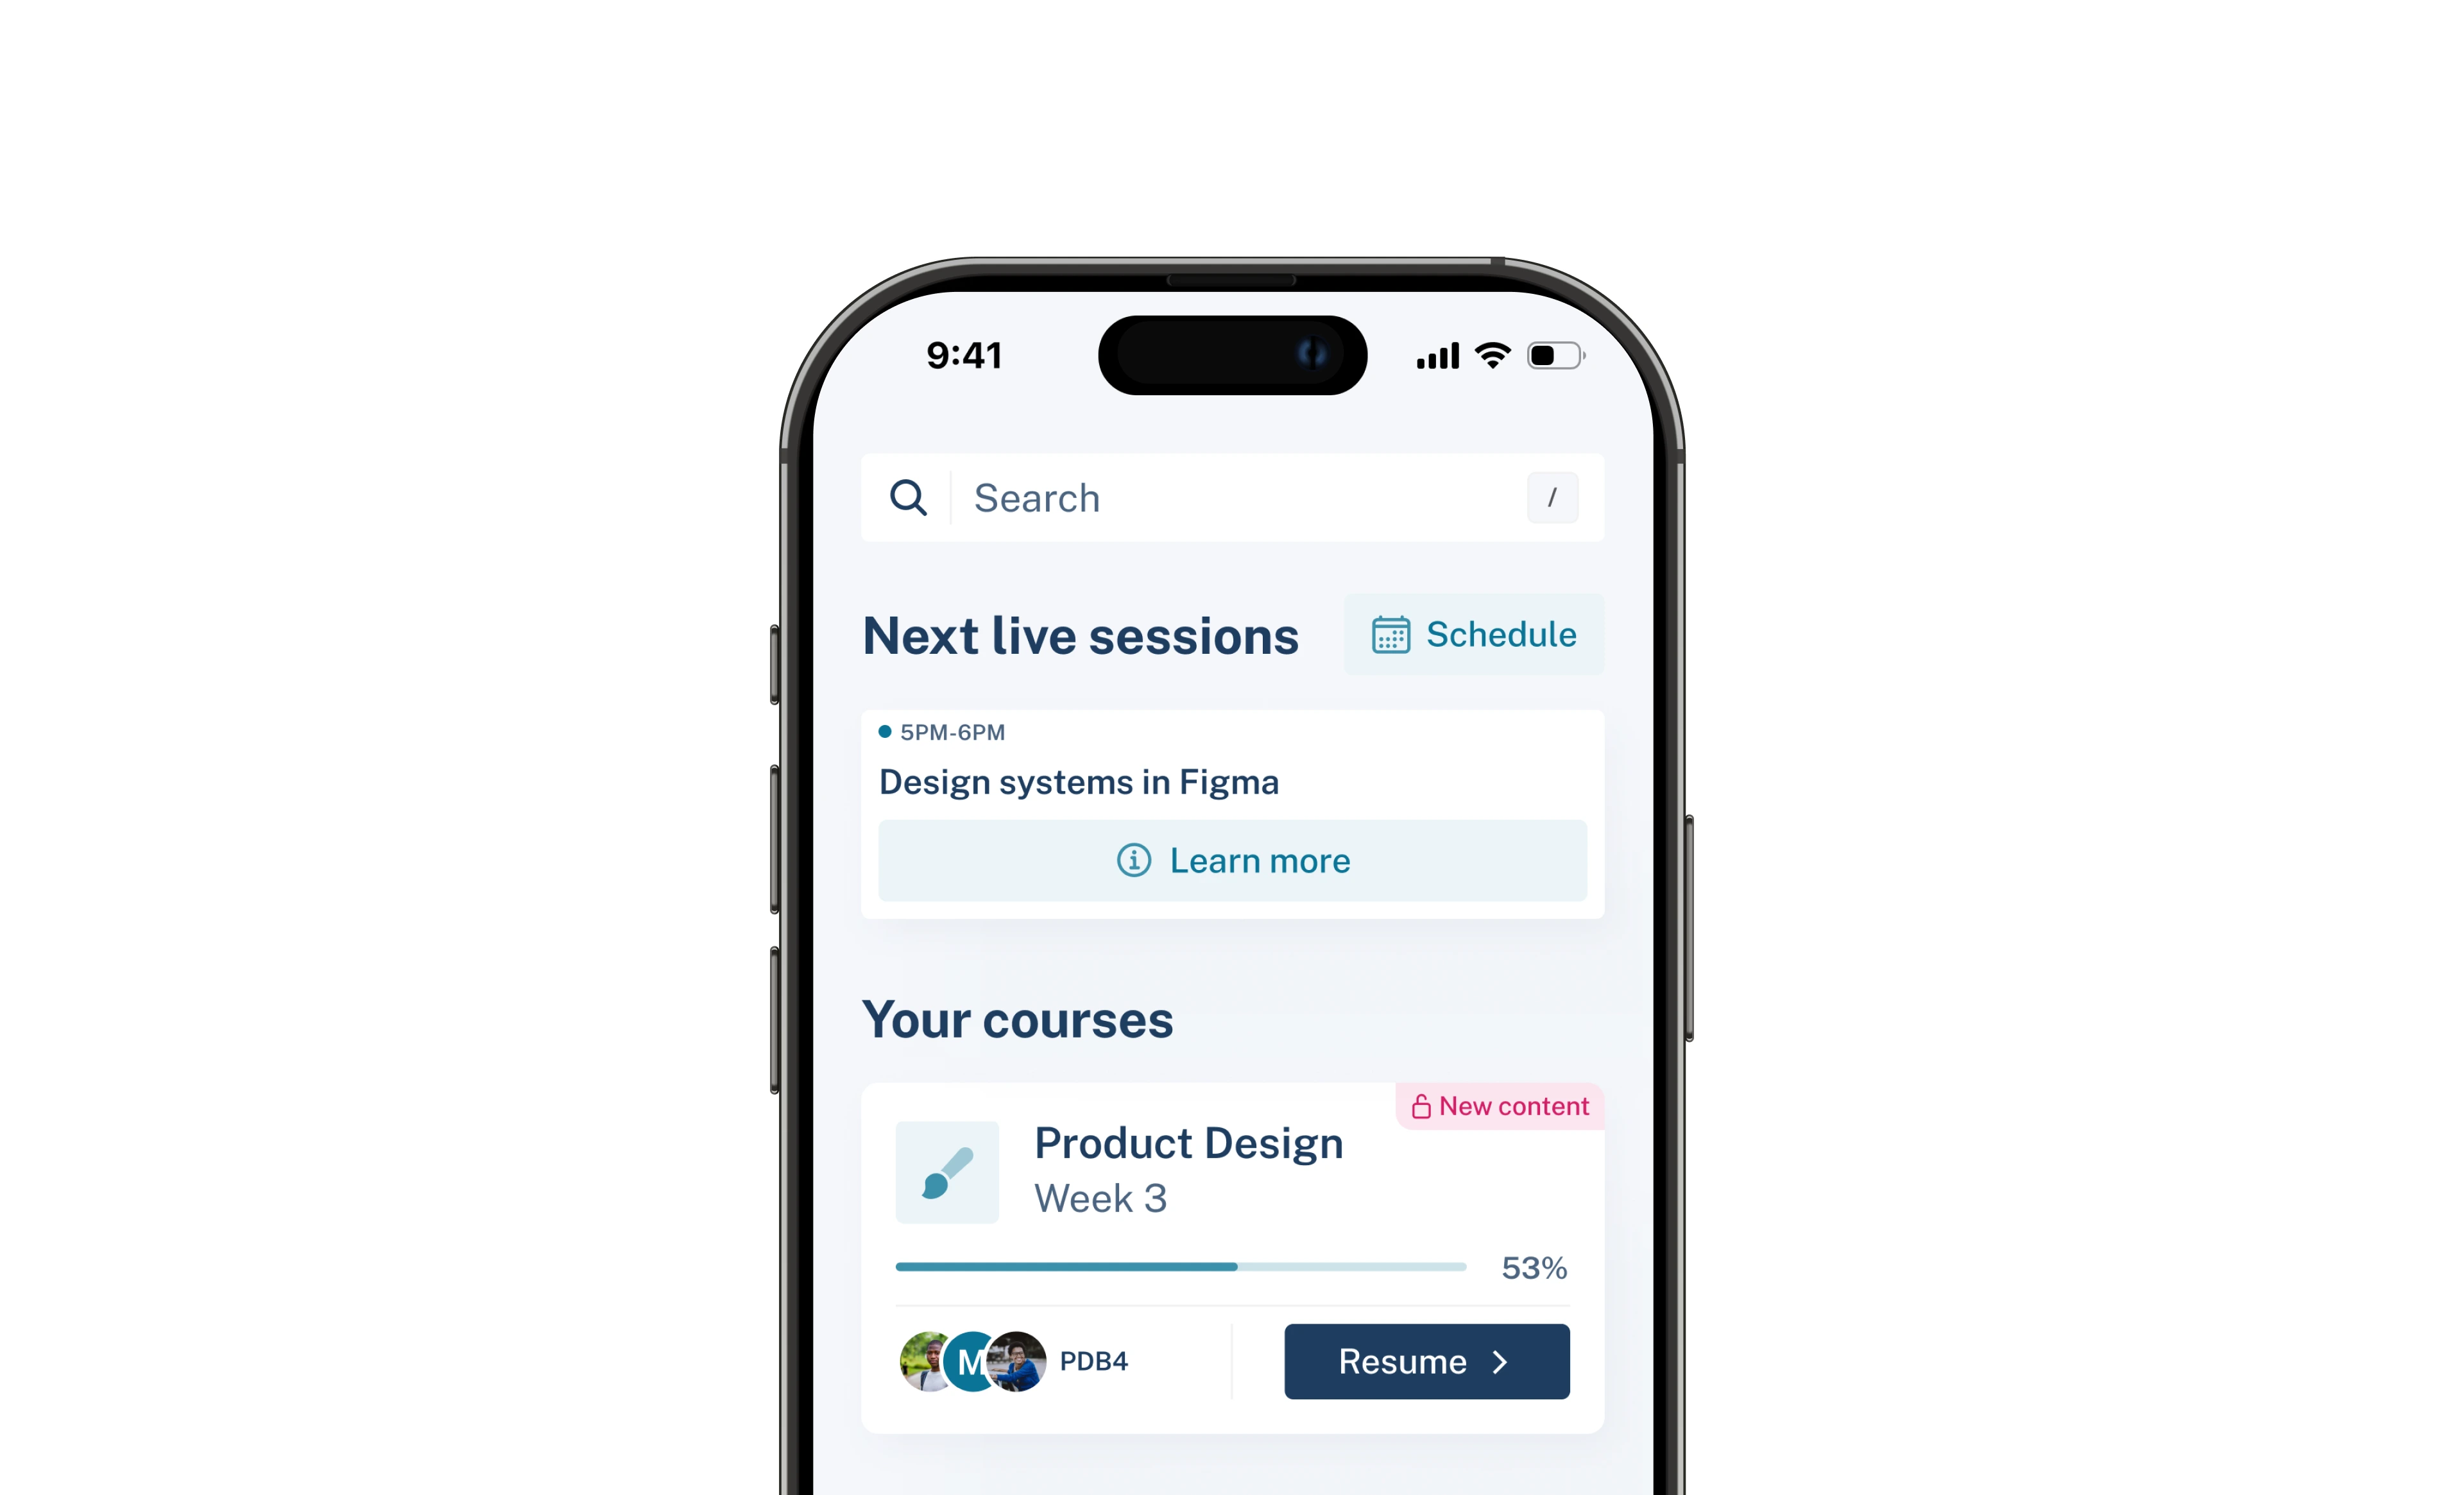 9:41
Search
/
Next live sessions
Schedule
5PM-6PM
Design systems in Figma
Learn more
Your courses
New content
Product Design
Week 3
53%
M
PDB4
Resume